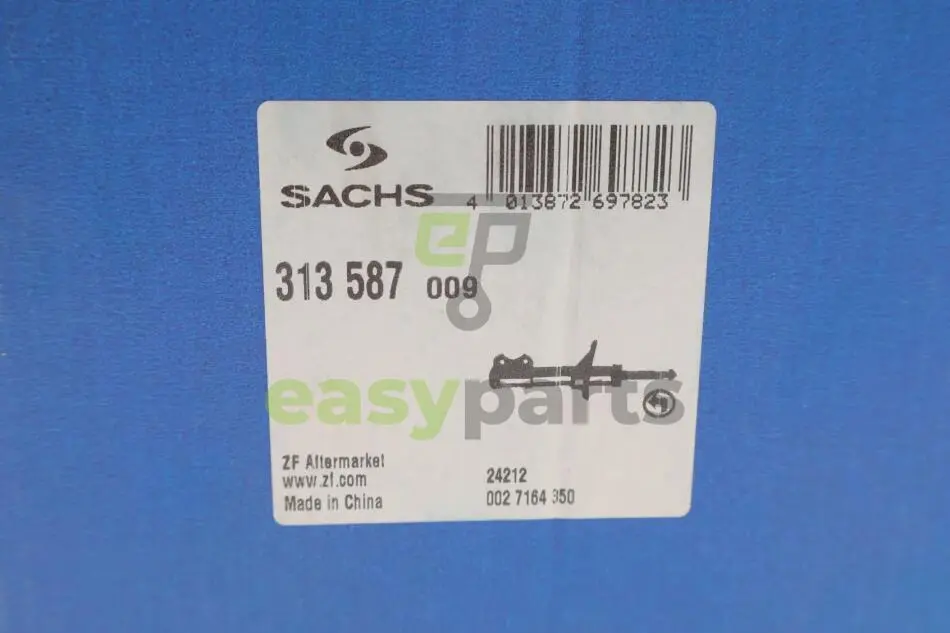 SACHS
4 013872 697823
313 587 009
ep
easyparts
ZF Aftermarket
www.zf.com
Made in China
24212
002 7164 350